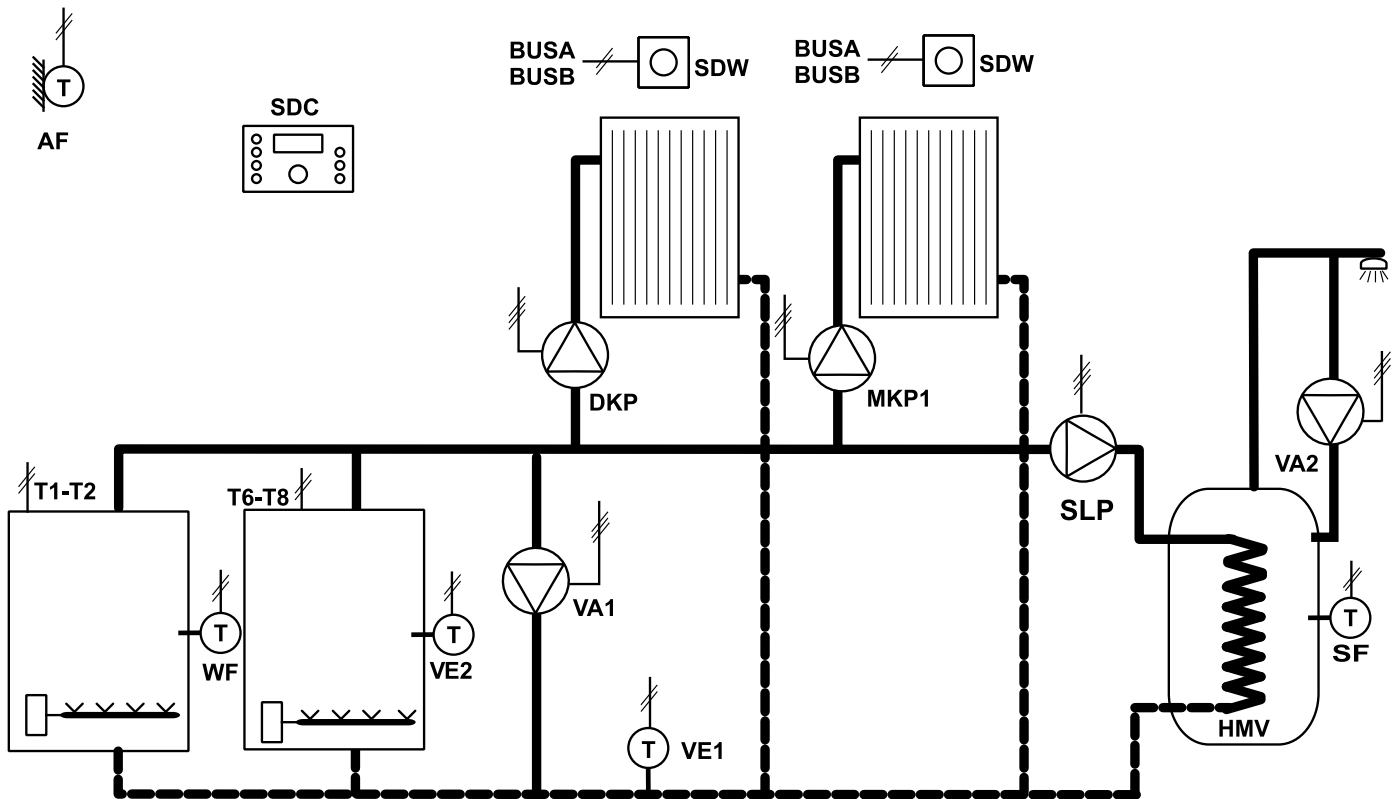 BUSA
BUSB
SDW
BUSA
BUSB
SDW
T
AF
SDC
DKP
MKP1
VA2
SLP
T1-T2
T6-T8
VA1
T
WF
T
VE2
T
SF
T
VE1
HMV